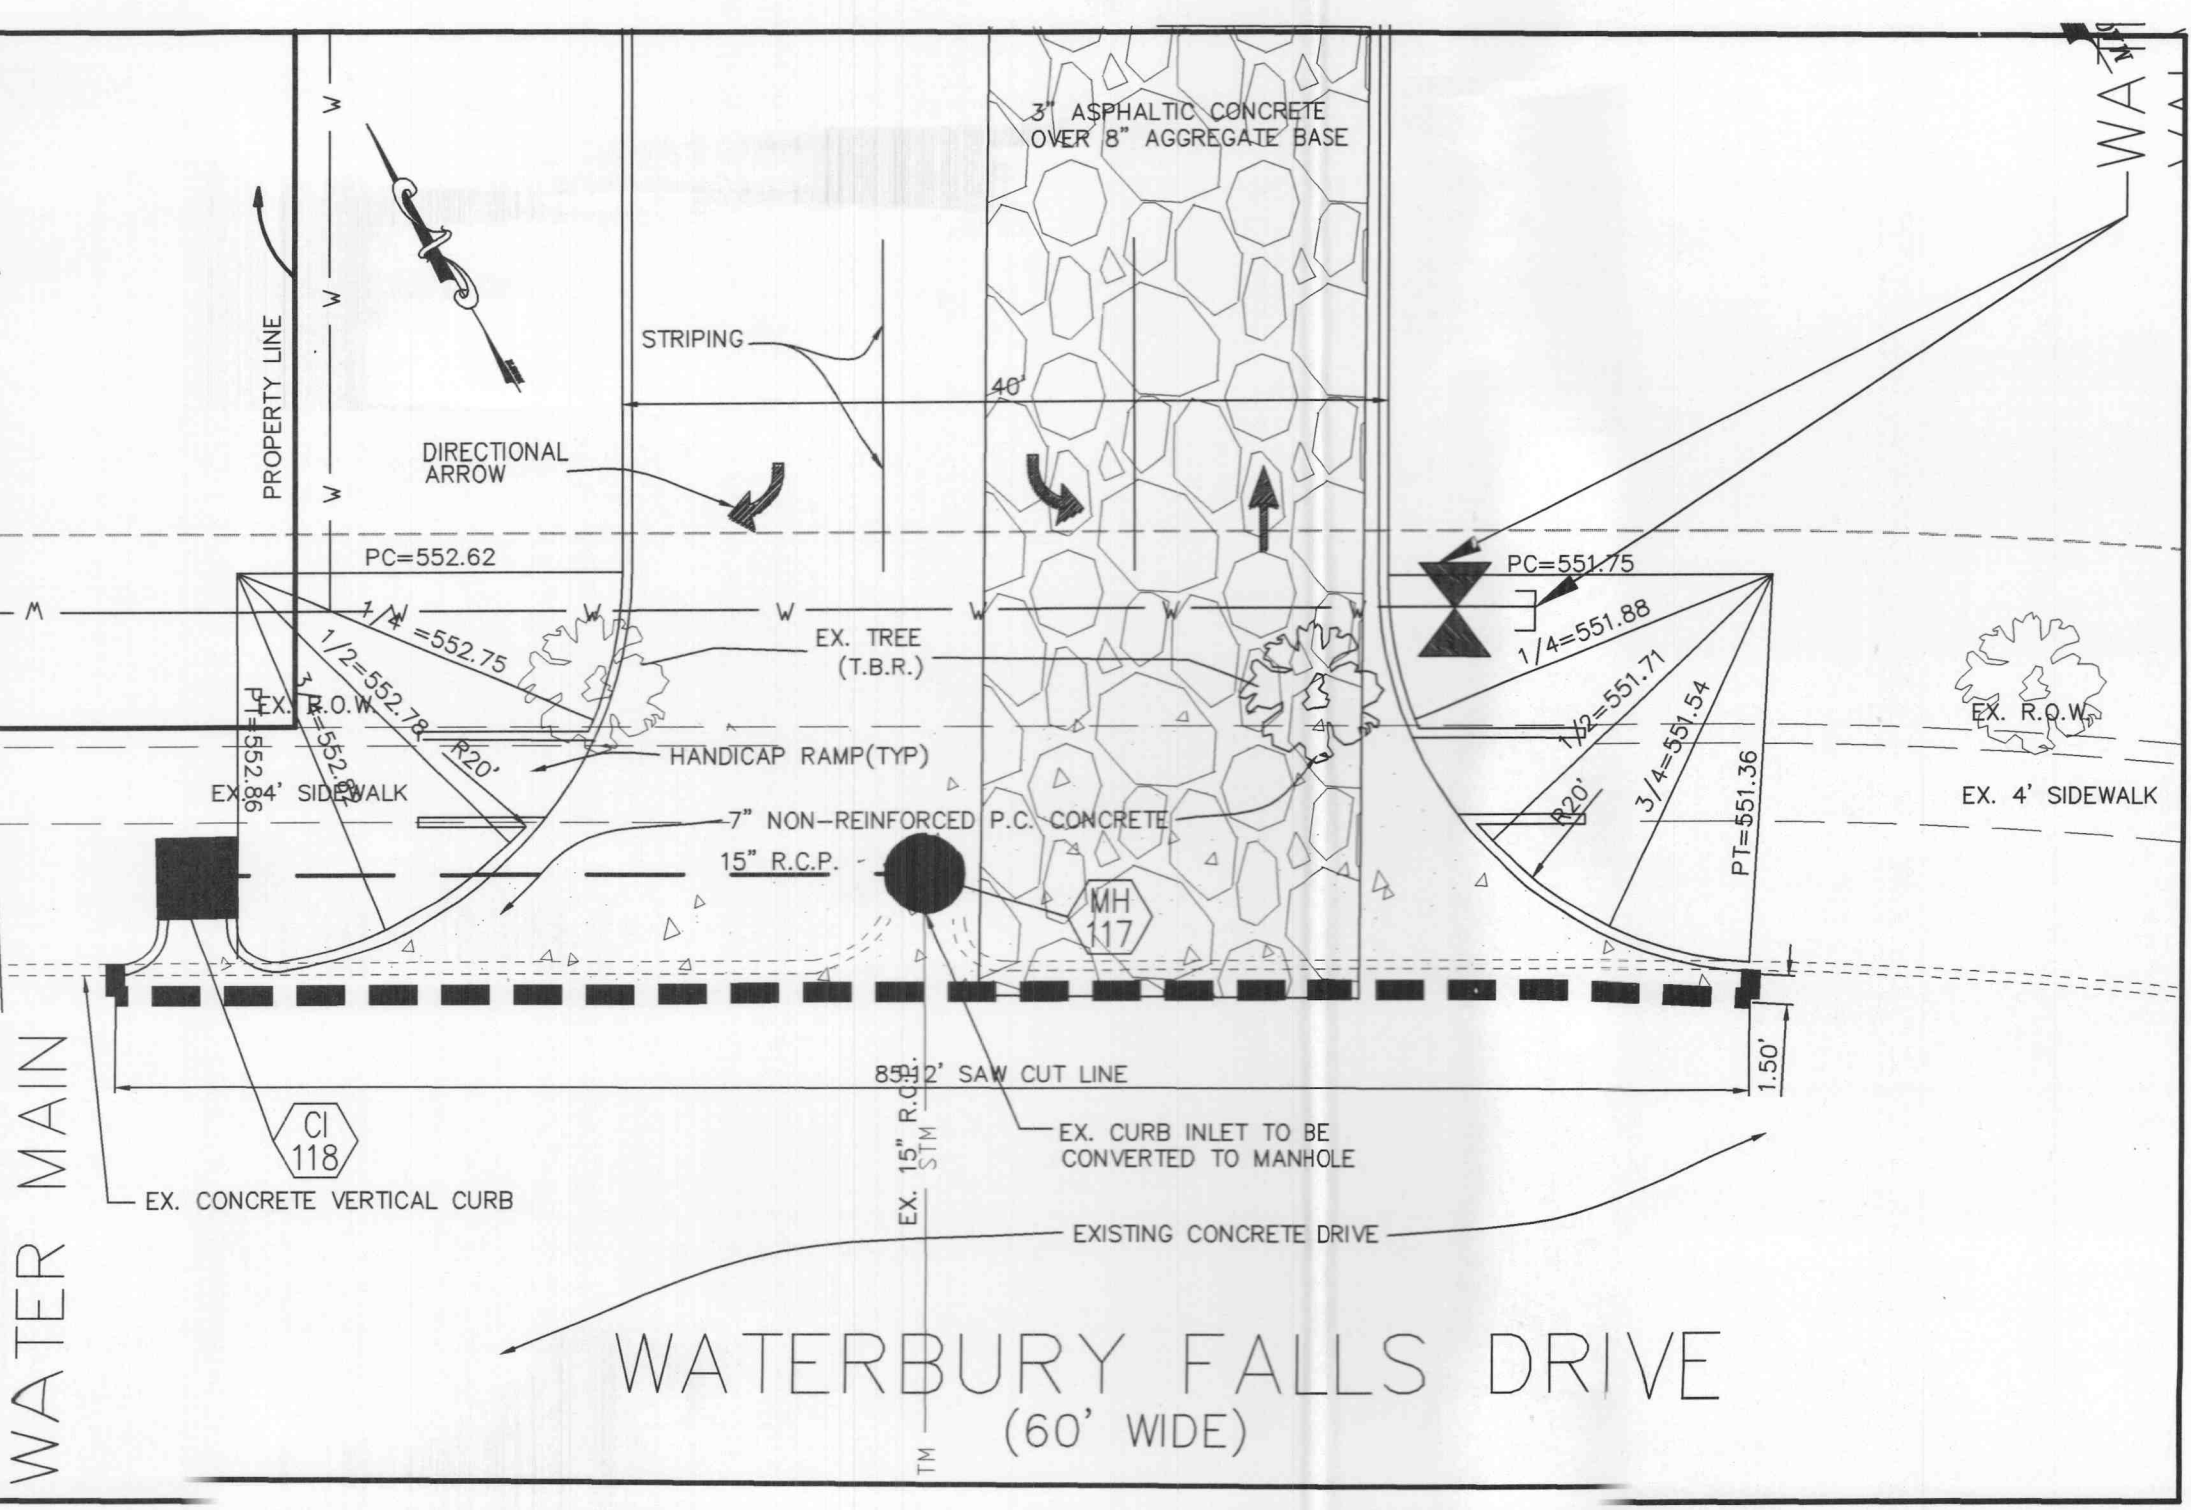 3" ASPHALTIC CONCRETE
OVER 8" AGGREGATE BASE
WA
W
W
W
PROPERTY LINE
STRIPING
40'
DIRECTIONAL
ARROW
PC=552.62
PC=551.75
W
W
W
W
W
W
W
1/4 =552.75
1/2=552.78
PT=552.86
R20'
EX. TREE
(T.B.R.)
1/4=551.88
1/2=551.71
3/4=551.54
PT=551.36
R20'
EX. R.O.W.
EX. R.O.W.
HANDICAP RAMP(TYP)
EX. 4' SIDEWALK
EX. 4' SIDEWALK
7" NON-REINFORCED P.C. CONCRETE
15" R.C.P.
MH
117
85.12' SAW CUT LINE
1.50'
EX. 15" R.C.P.
STM
CI
118
EX. CURB INLET TO BE
CONVERTED TO MANHOLE
EX. CONCRETE VERTICAL CURB
EXISTING CONCRETE DRIVE
WATER MAIN
WATERBURY FALLS DRIVE
(60' WIDE)
TM